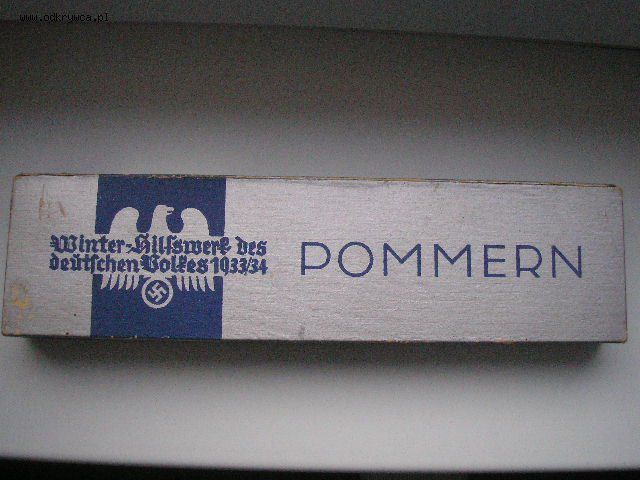 www.odkrywca.pl
Winter-Hilfswerk des
deutschen Volkes 1933/34
POMMERN